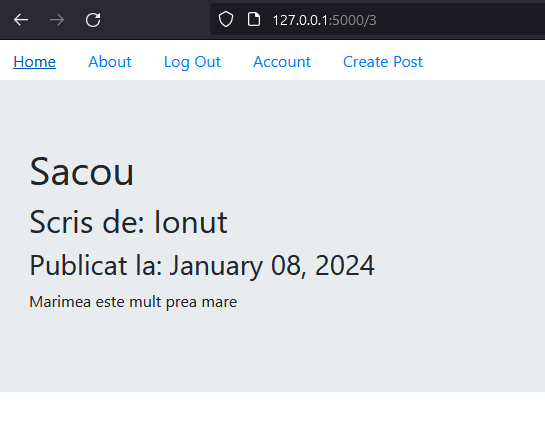 127.0.0.1:5000/3
Home About Log Out Account Create Post
Sacou
Scris de: Ionut
Publicat la: January 08, 2024
Marimea este mult prea mare